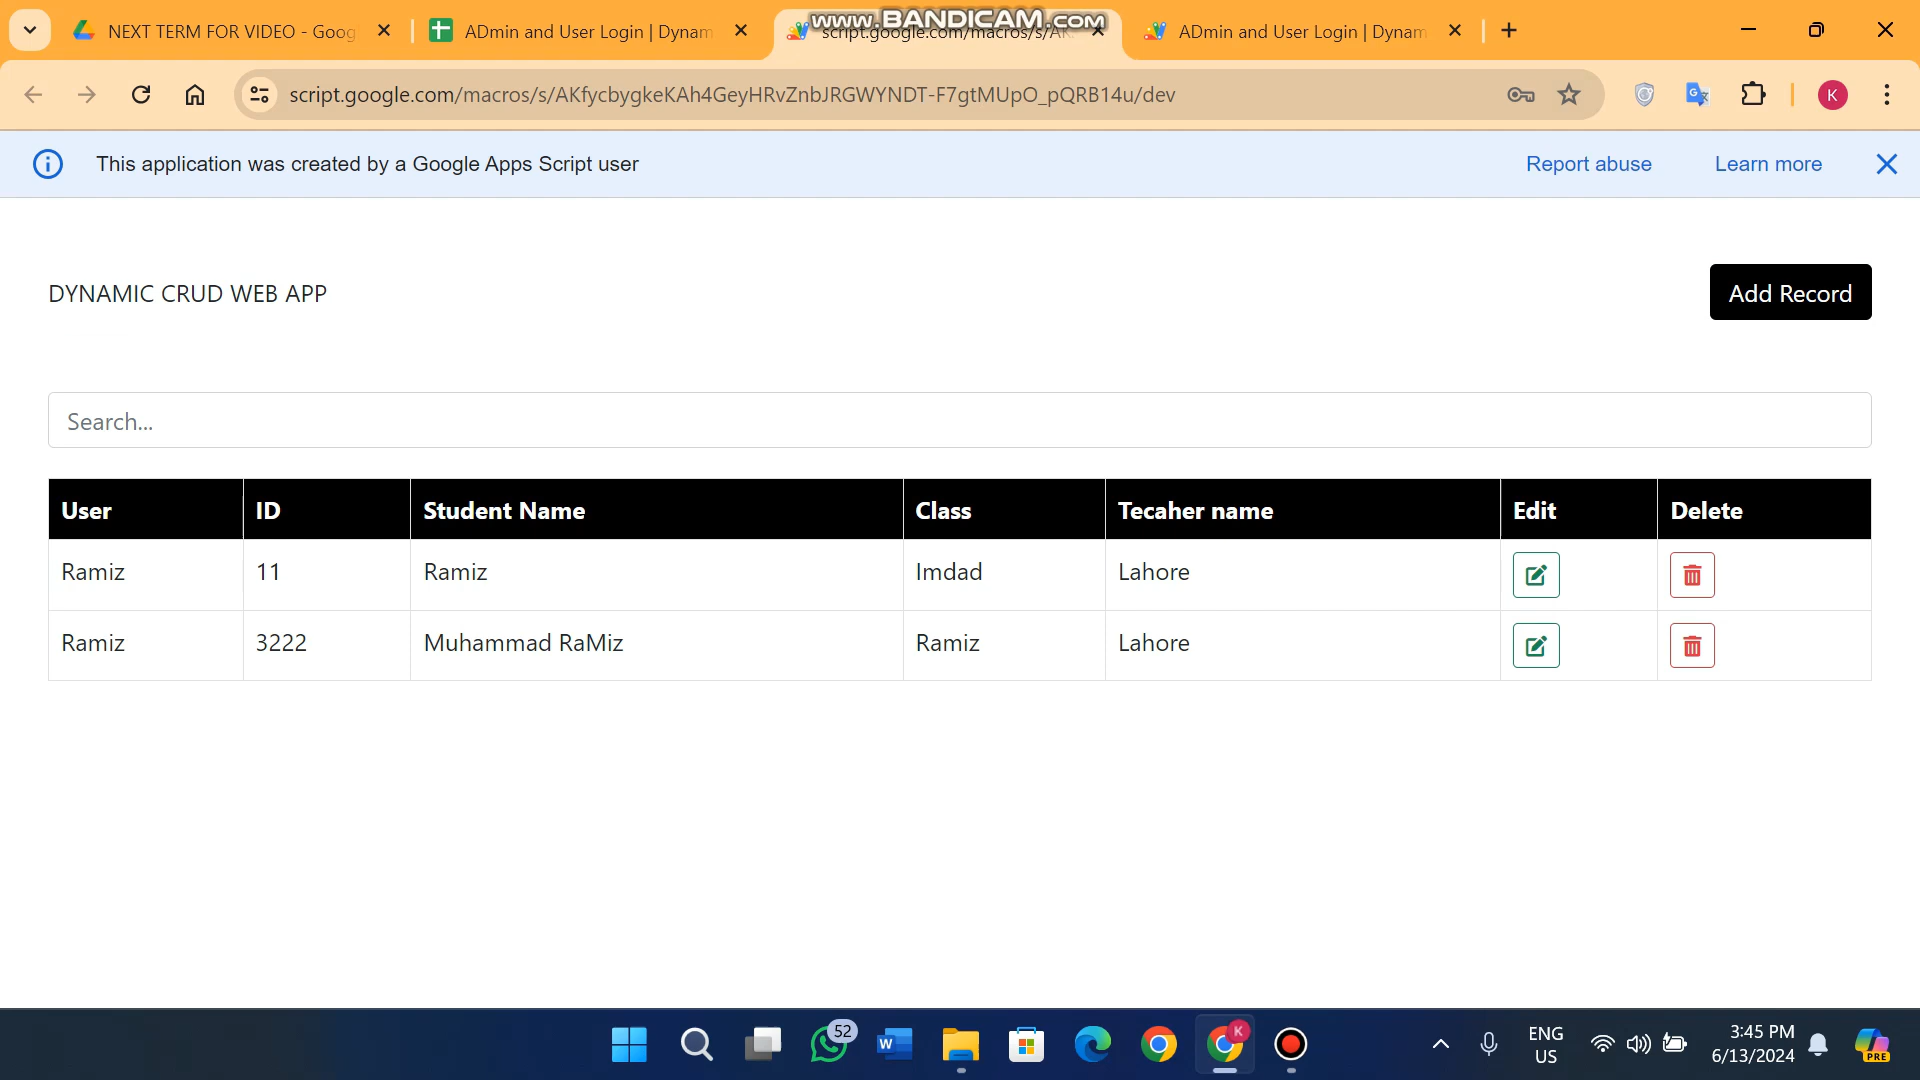 NEXT TERM FOR VIDEO - Goog
ADmin and User Login | Dynam
script.google.com/macros/s/AK
www.BANDICAM.com
ADmin and User Login | Dynam
script.google.com/macros/s/AKfycbygkeKAh4GeyHRvZnbJRGWYNDT-F7gtMUpO_pQRB14u/dev
K
This application was created by a Google Apps Script user
Report abuse
Learn more
DYNAMIC CRUD WEB APP
Add Record
Search...
User ID Student Name Class Tecaher name Edit Delete
Ramiz 11 Ramiz Imdad Lahore
Ramiz 3222 Muhammad RaMiz Ramiz Lahore
52
W
K
ENG
US
3:45 PM
6/13/2024
PRE